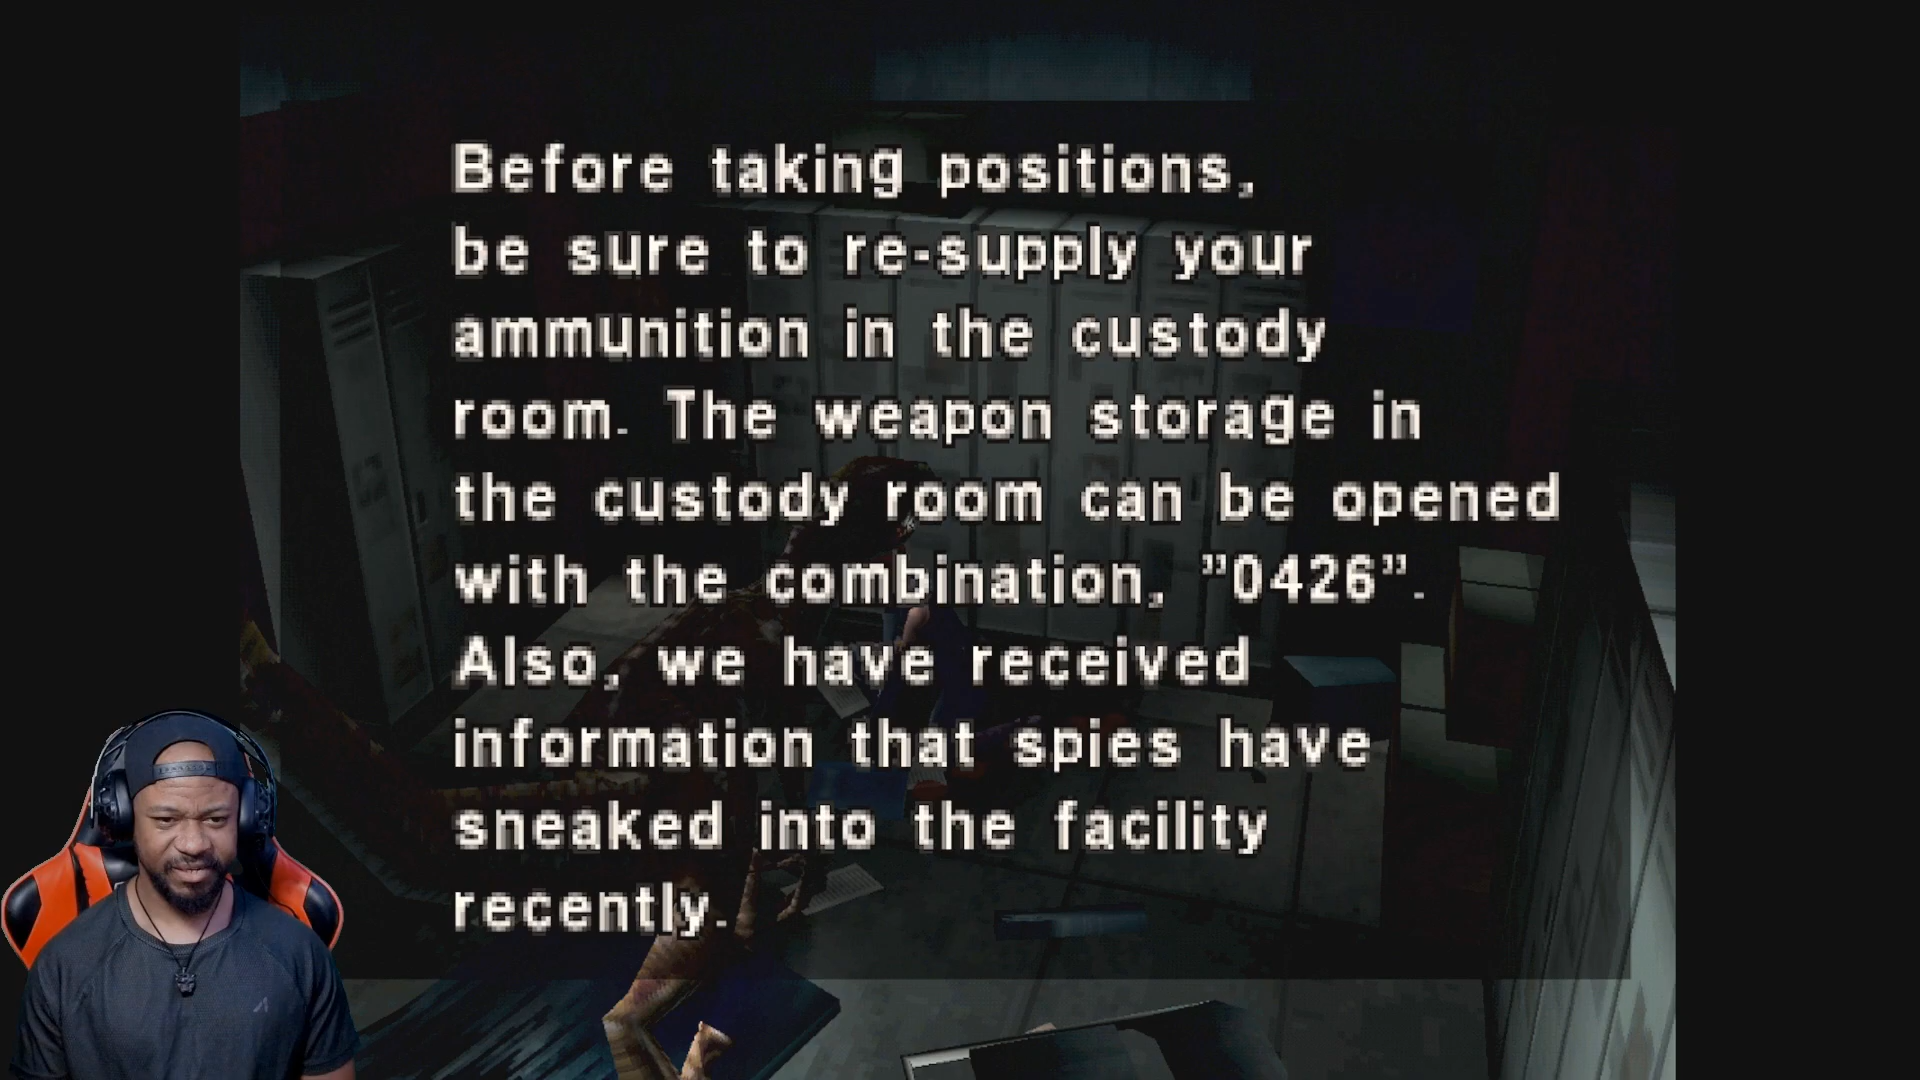 Before taking positions,
be sure to re-supply your
ammunition in the custody
room. The weapon storage in
the custody room can be opened
with the combination, ”0426”.
Also, we have received
information that spies have
sneaked into the facility
recently.